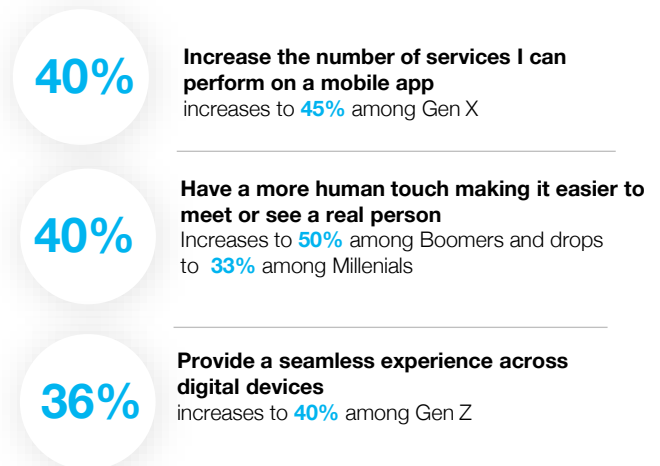 40%
Increase the number of services I can
perform on a mobile app
increases to 45% among Gen X
40%
Have a more human touch making it easier to
meet or see a real person
Increases to 50% among Boomers and drops
to 33% among Millenials
36%
Provide a seamless experience across
digital devices
increases to 40% among Gen Z